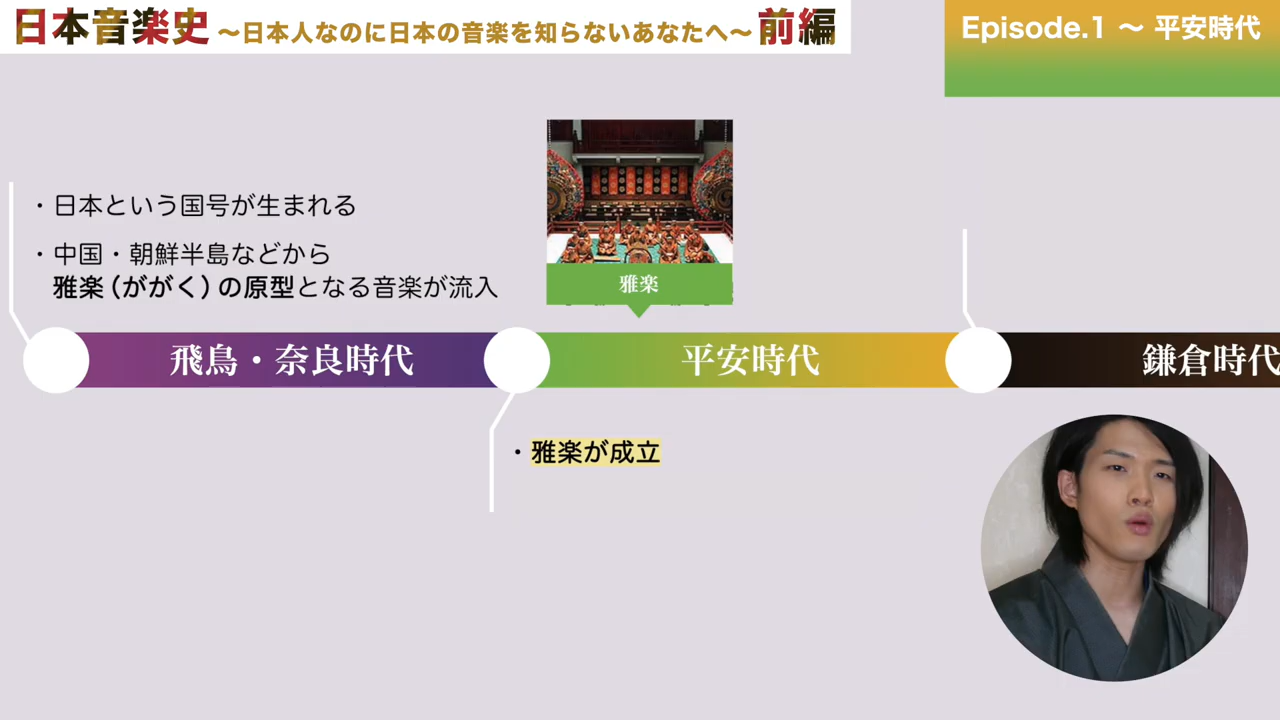 日本音楽史 〜日本人なのに日本の音楽を知らないあなたへ〜 前編
Episode.1 〜 平安時代
・日本という国号が生まれる
・中国・朝鮮半島などから
雅楽(ががく)の原型となる音楽が流入
雅楽
飛鳥・奈良時代
平安時代
鎌倉時代
・雅楽が成立